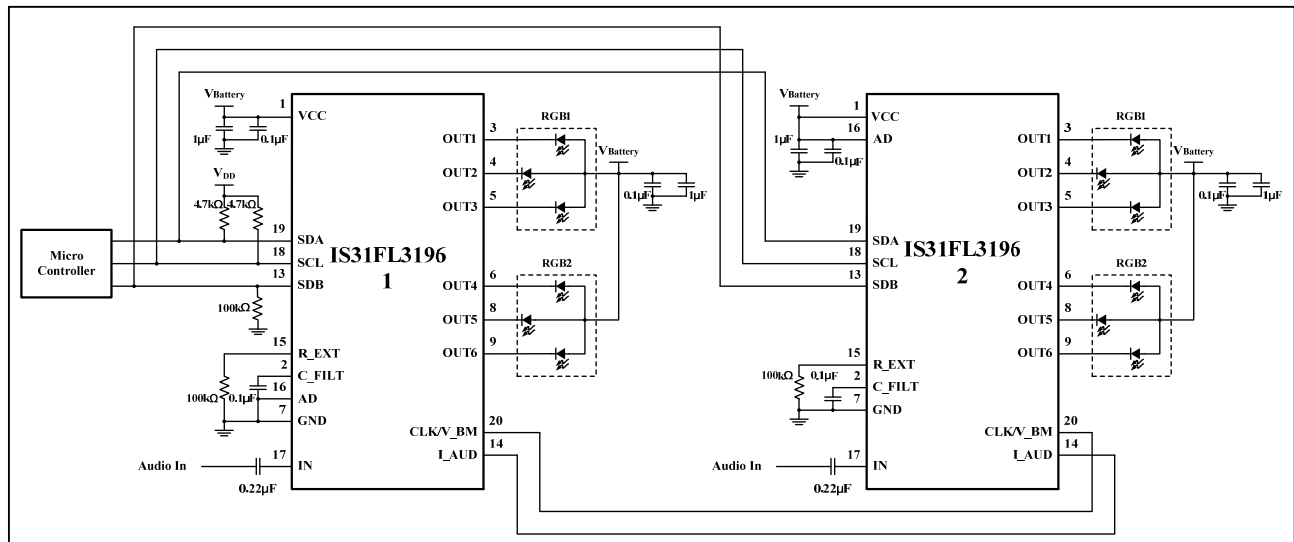 VBattery
1
VCC
1μF
0.1μF
VDD
4.7kΩ
4.7kΩ
Micro
Controller
19
SDA
18
SCL
13
SDB
100kΩ
15
R_EXT
2
C_FILT
100kΩ
0.1μF
16
AD
7
GND
Audio In
17
IN
0.22μF
IS31FL3196
1
OUT1
3
OUT2
4
OUT3
5
OUT4
6
OUT5
8
OUT6
9
CLK/V_BM
20
I_AUD
14
RGB1
VBattery
0.1μF
1μF
RGB2
VBattery
1
VCC
16
AD
1μF
0.1μF
19
SDA
18
SCL
13
SDB
15
R_EXT
100kΩ
0.1μF
2
C_FILT
7
GND
Audio In
17
IN
0.22μF
IS31FL3196
2
OUT1
3
OUT2
4
OUT3
5
OUT4
6
OUT5
8
OUT6
9
CLK/V_BM
20
I_AUD
14
RGB1
VBattery
0.1μF
1μF
RGB2